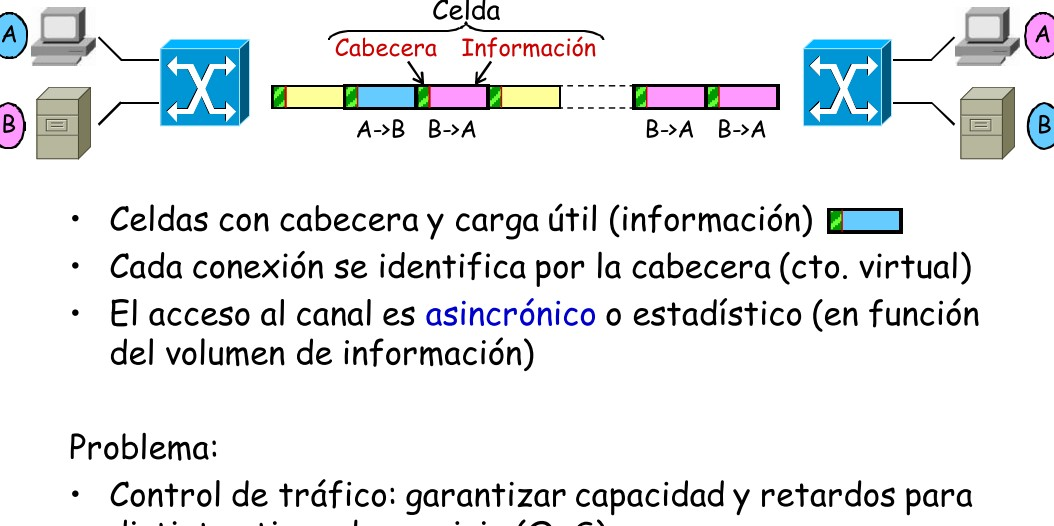 Celda
Cabecera Información
A
A
B
B
A->B B->A B->A B->A
• Celdas con cabecera y carga útil (información)
• Cada conexión se identifica por la cabecera (cto. virtual)
• El acceso al canal es asincrónico o estadístico (en función
del volumen de información)
Problema:
• Control de tráfico: garantizar capacidad y retardos para